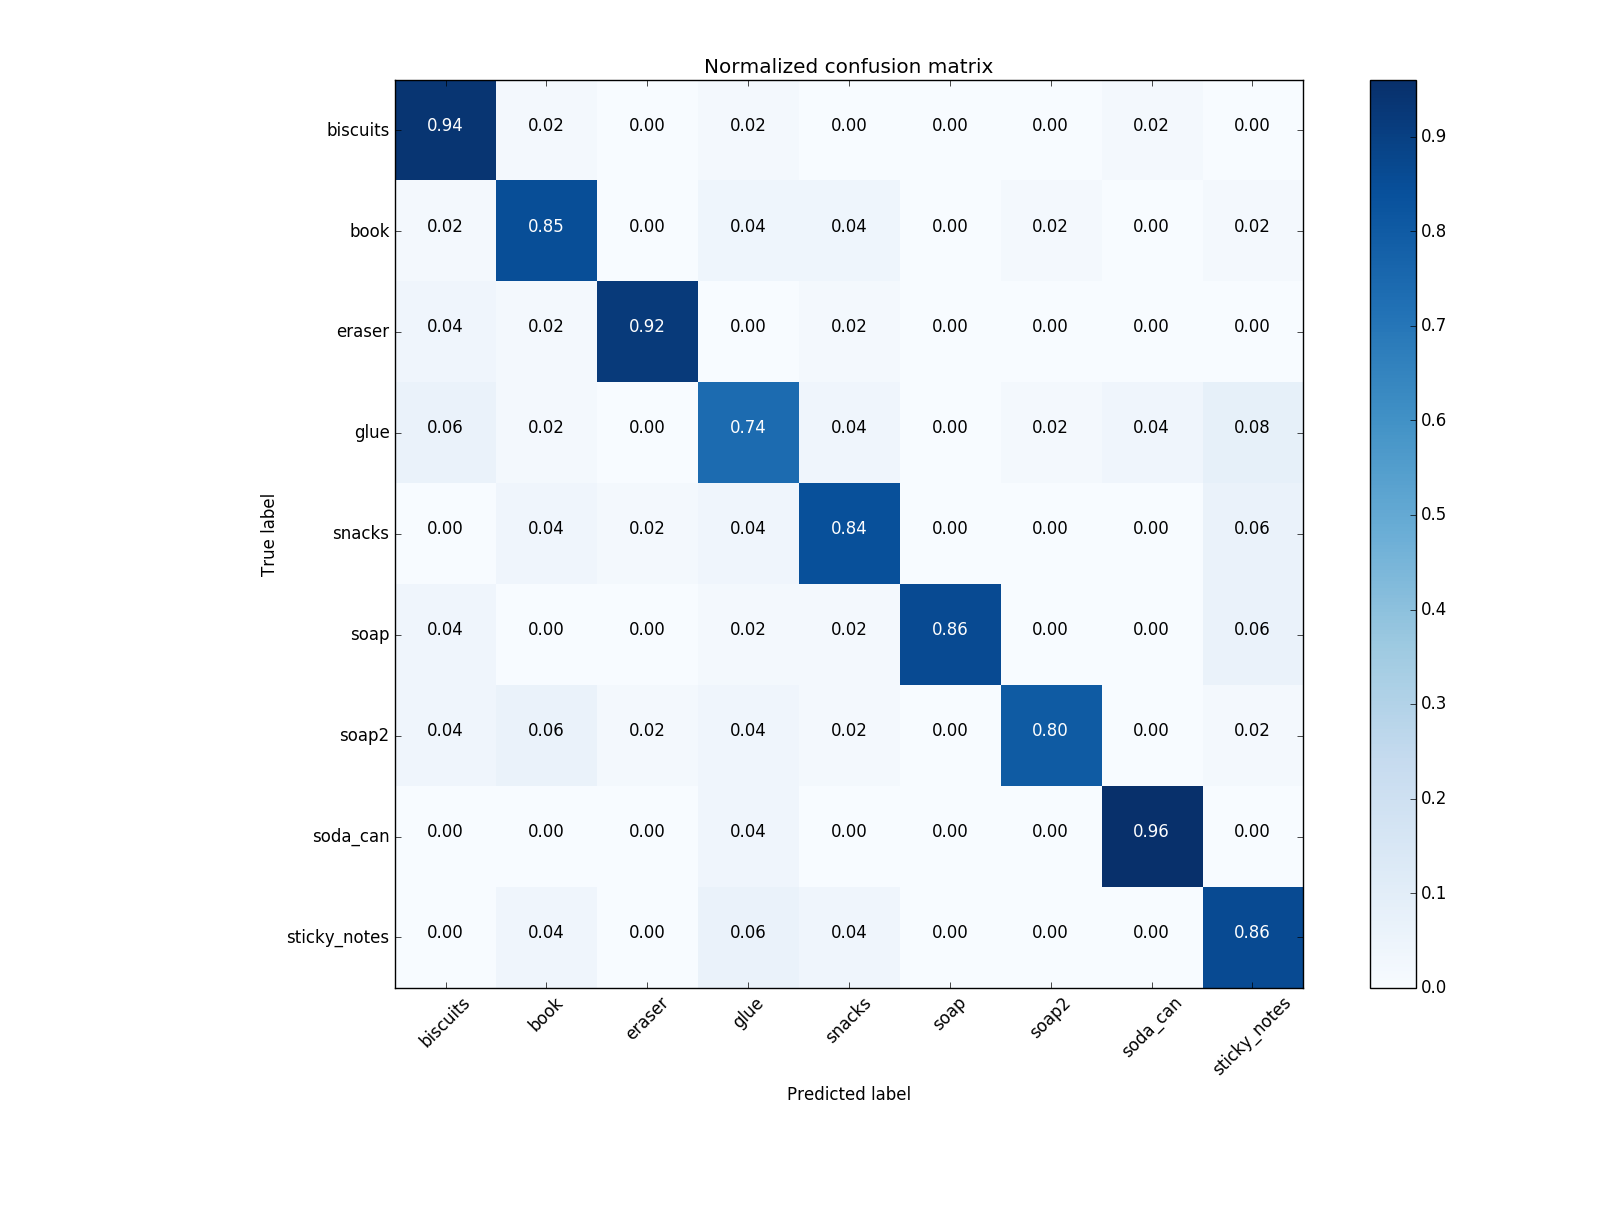 Normalized confusion matrix
biscuits 0.94 0.02 0.00 0.02 0.00 0.00 0.00 0.02 0.00
book 0.02 0.85 0.00 0.04 0.04 0.00 0.02 0.00 0.02
eraser 0.04 0.02 0.92 0.00 0.02 0.00 0.00 0.00 0.00
glue 0.06 0.02 0.00 0.74 0.04 0.00 0.02 0.04 0.08
snacks 0.00 0.04 0.02 0.04 0.84 0.00 0.00 0.00 0.06
soap 0.04 0.00 0.00 0.02 0.02 0.86 0.00 0.00 0.06
soap2 0.04 0.06 0.02 0.04 0.02 0.00 0.80 0.00 0.02
soda_can 0.00 0.00 0.00 0.04 0.00 0.00 0.00 0.96 0.00
sticky_notes 0.00 0.04 0.00 0.06 0.04 0.00 0.00 0.00 0.86
True label
biscuits book eraser glue snacks soap soap2 soda_can sticky_notes
Predicted label
0.9
0.8
0.7
0.6
0.5
0.4
0.3
0.2
0.1
0.0